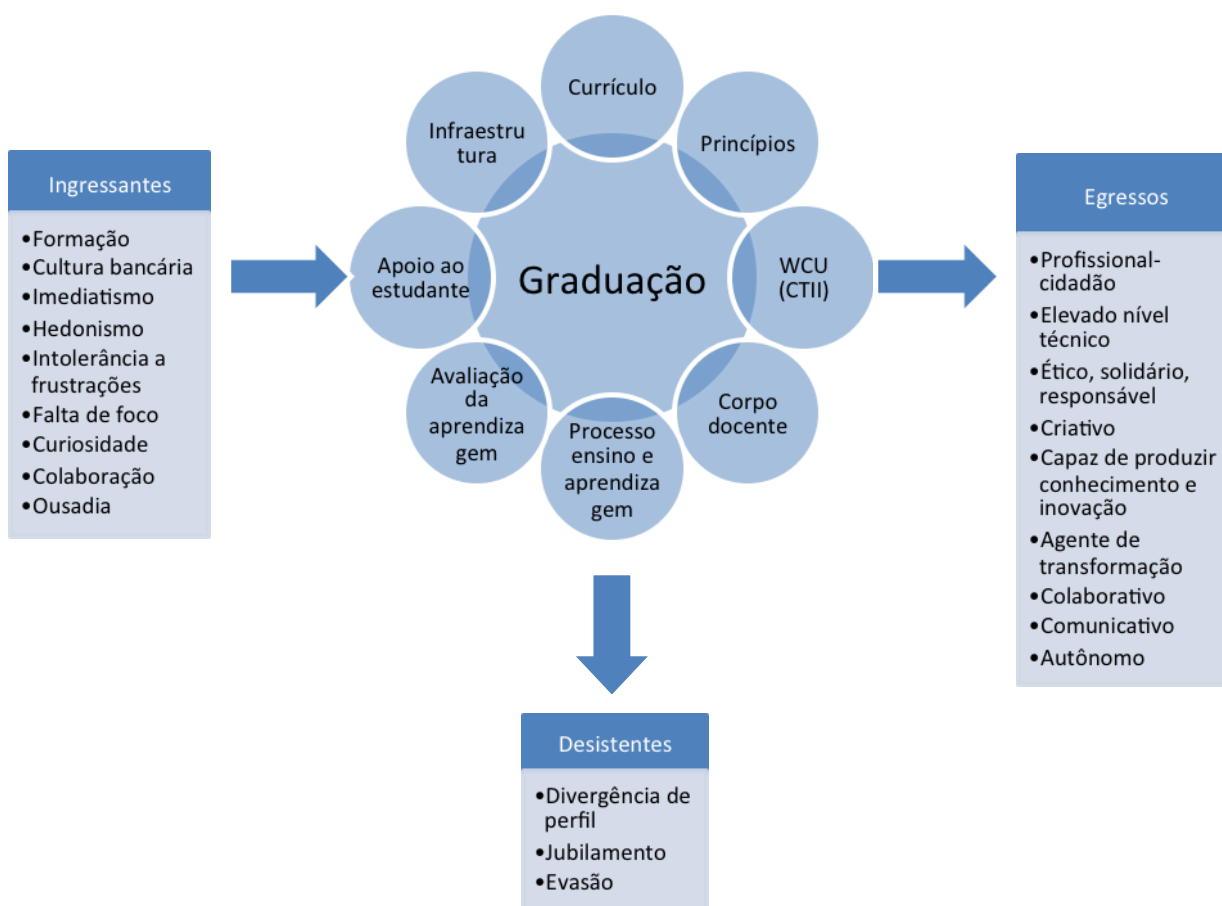 Ingressantes
•Formação
•Cultura bancária
•Imediatismo
•Hedonismo
•Intolerância a
frustrações
•Falta de foco
•Curiosidade
•Colaboração
•Ousadia
Graduação
Currículo
Princípios
WCU
(CTII)
Corpo
docente
Processo
ensino e
aprendiza
gem
Avaliação
da
aprendiza
gem
Apoio ao
estudante
Infraestru
tura
Egressos
•Profissional-
cidadão
•Elevado nível
técnico
•Ético, solidário,
responsável
•Criativo
•Capaz de produzir
conhecimento e
inovação
•Agente de
transformação
•Colaborativo
•Comunicativo
•Autônomo
Desistentes
•Divergência de
perfil
•Jubilamento
•Evasão